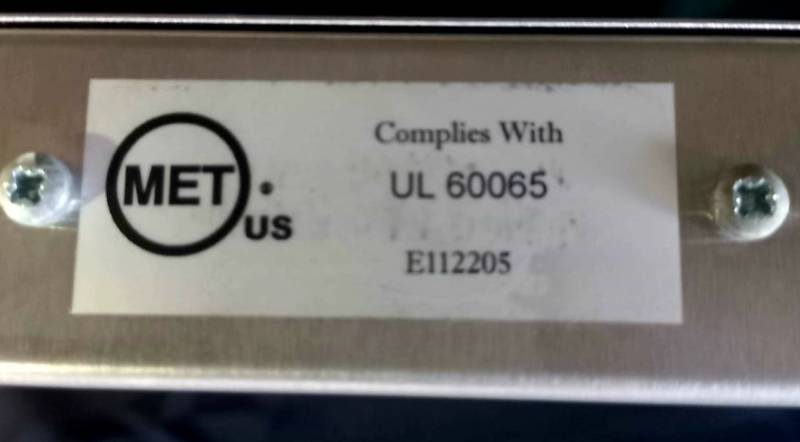 MET®
US
Complies With
UL 60065
E112205